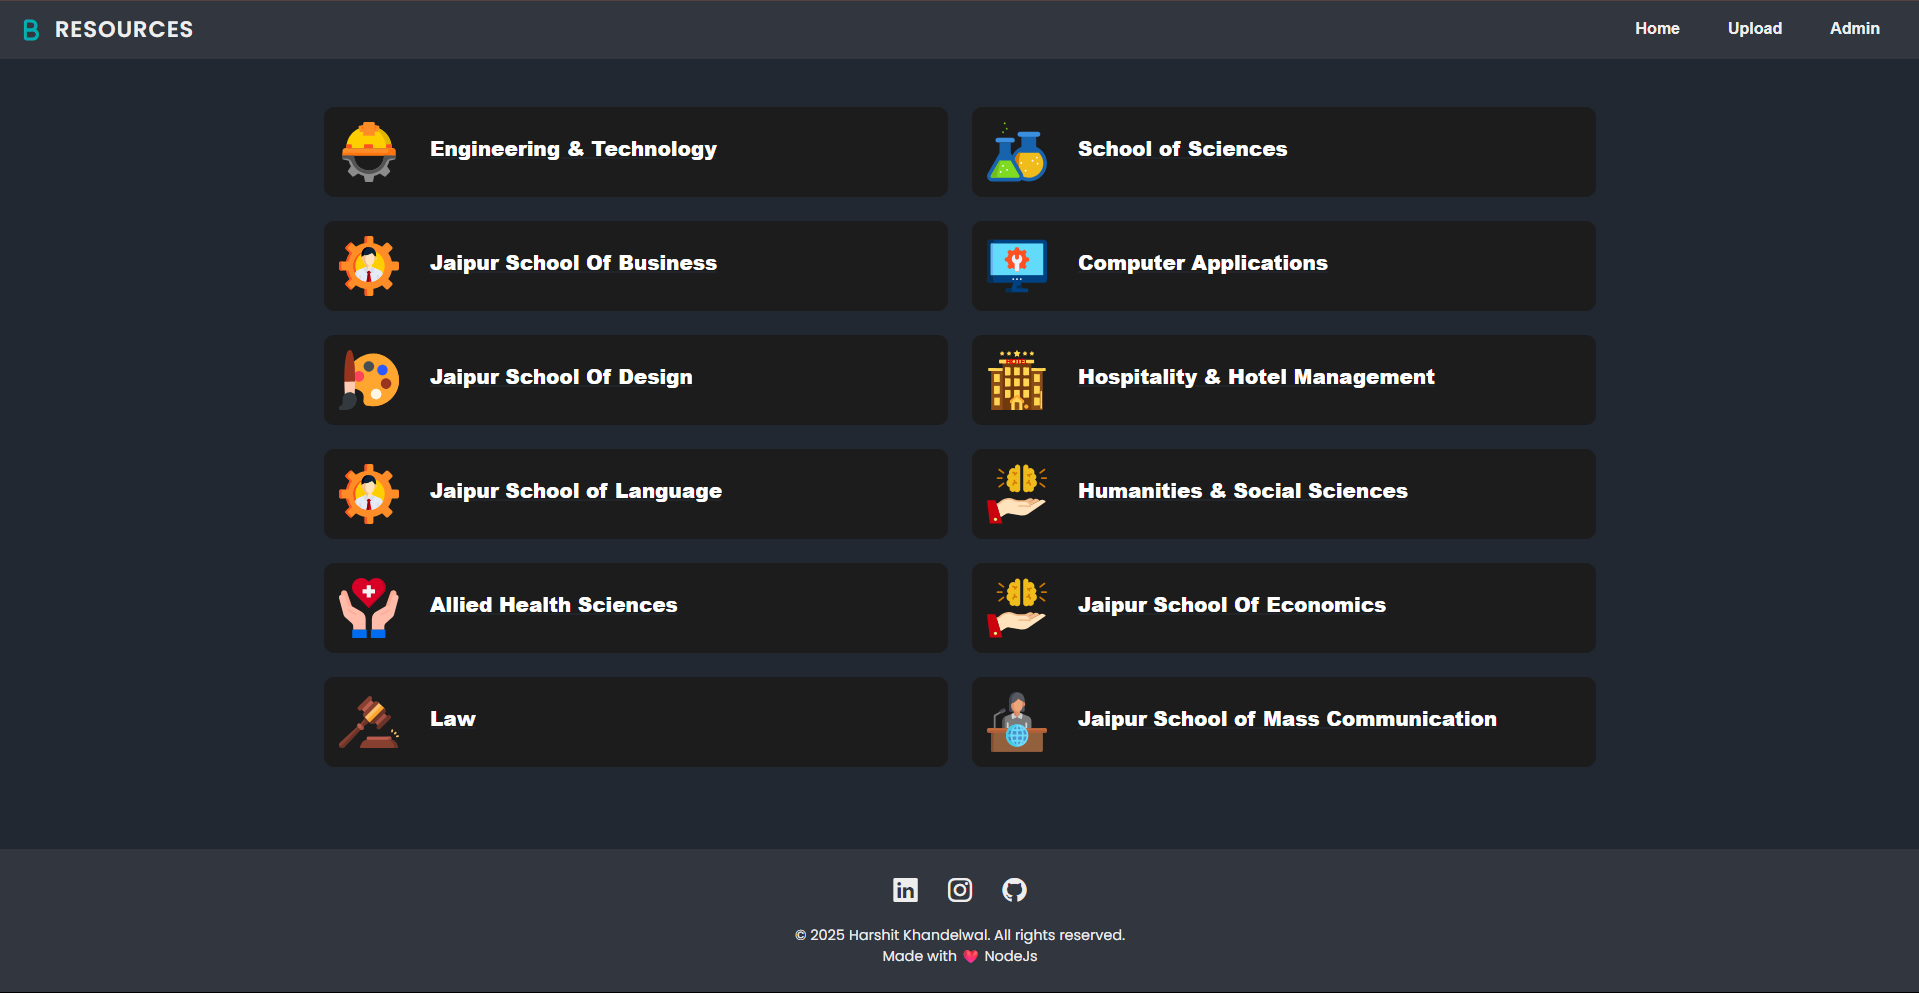 B RESOURCES
Home Upload Admin
Engineering & Technology
School of Sciences
Jaipur School Of Business
Computer Applications
Jaipur School Of Design
Hospitality & Hotel Management
HOTEL
Jaipur School of Language
Humanities & Social Sciences
Allied Health Sciences
Jaipur School Of Economics
Law
Jaipur School of Mass Communication
in
© 2025 Harshit Khandelwal. All rights reserved.
Made with ❤️ NodeJs